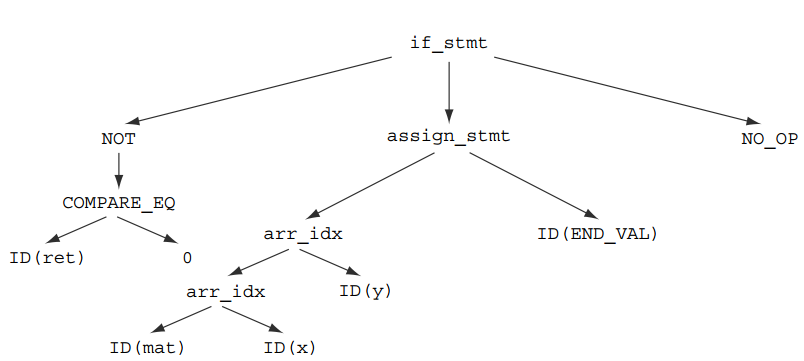 if_stmt
NOT assign_stmt NO_OP
COMPARE_EQ
arr_idx ID(END_VAL)
ID(ret) 0
arr_idx ID(y)
ID(mat) ID(x)